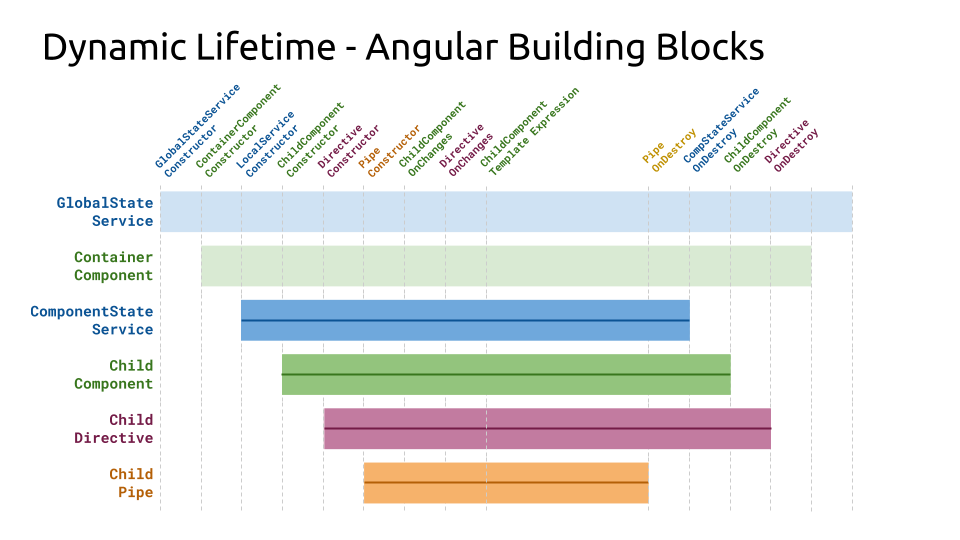 Dynamic Lifetime - Angular Building Blocks
GlobalStateService
Constructor
ContainerComponent
Constructor
LocalService
Constructor
ChildComponent
Constructor
Directive
Constructor
Pipe
Constructor
ChildComponent
OnChanges
Directive
OnChanges
ChildComponent
Template Expression
Pipe
OnDestroy
CompStateService
OnDestroy
ChildComponent
OnDestroy
Directive
OnDestroy
GlobalState
Service
Container
Component
ComponentState
Service
Child
Component
Child
Directive
Child
Pipe